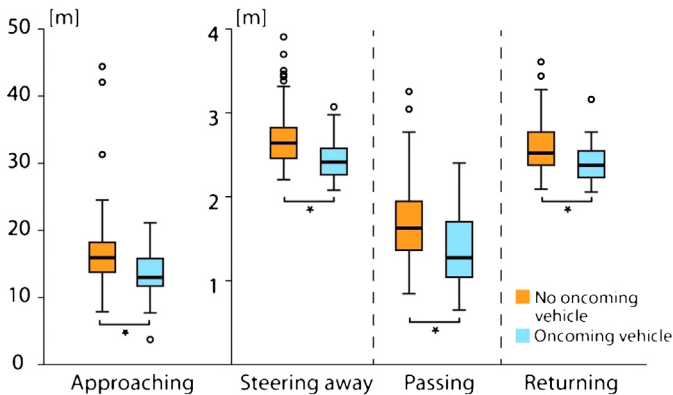 [m]
50
40
30
20
10
0
*
Approaching
[m]
4
3
2
1
*
*
*
Steering away
Passing
Returning
No oncoming
vehicle
Oncoming vehicle